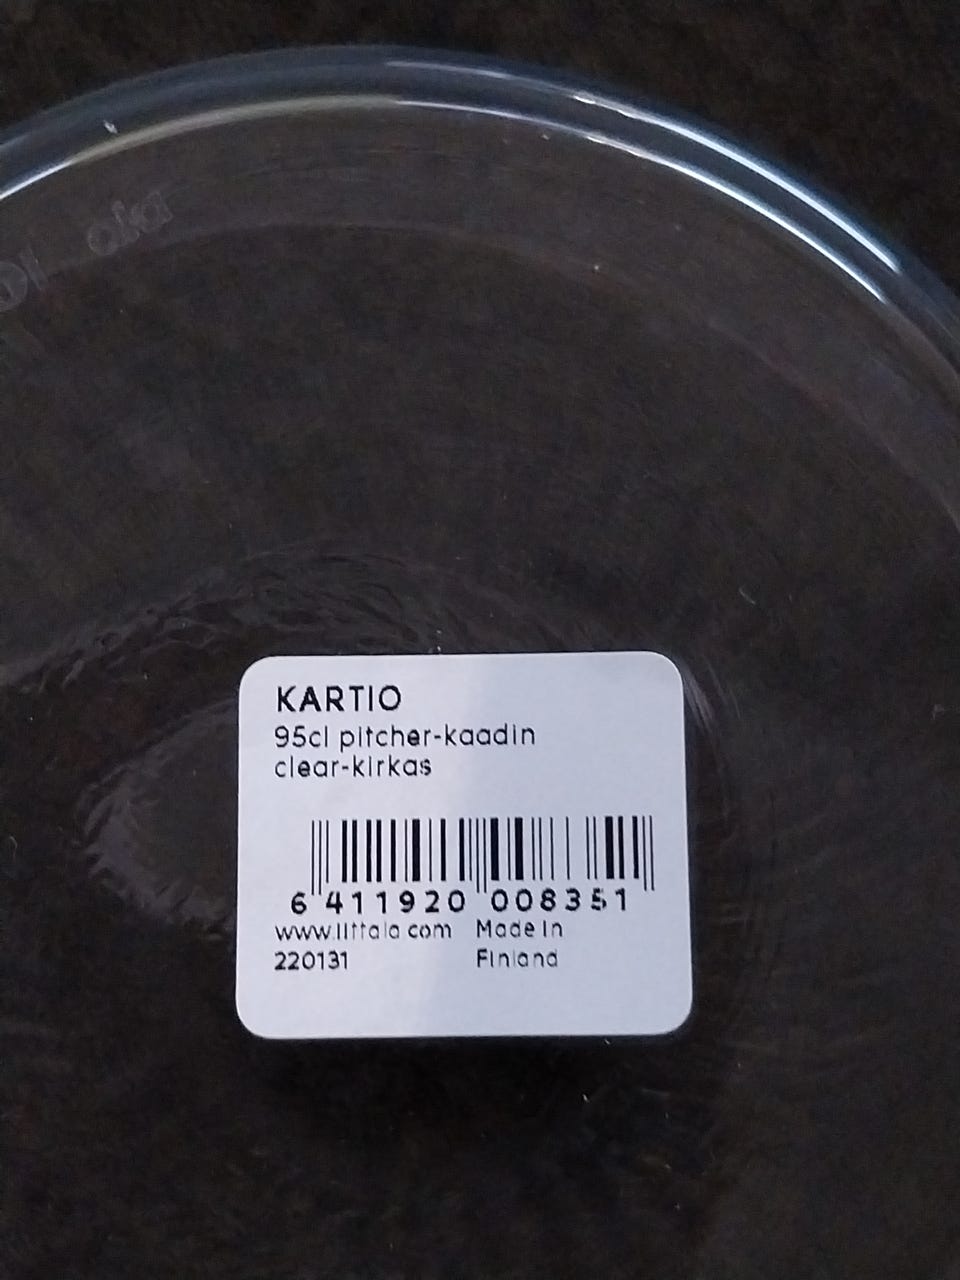 KARTIO
95cl pitcher-kaadin
clear-kirkas
6 411920 008351
www.iittala.com Made in
220131 Finland